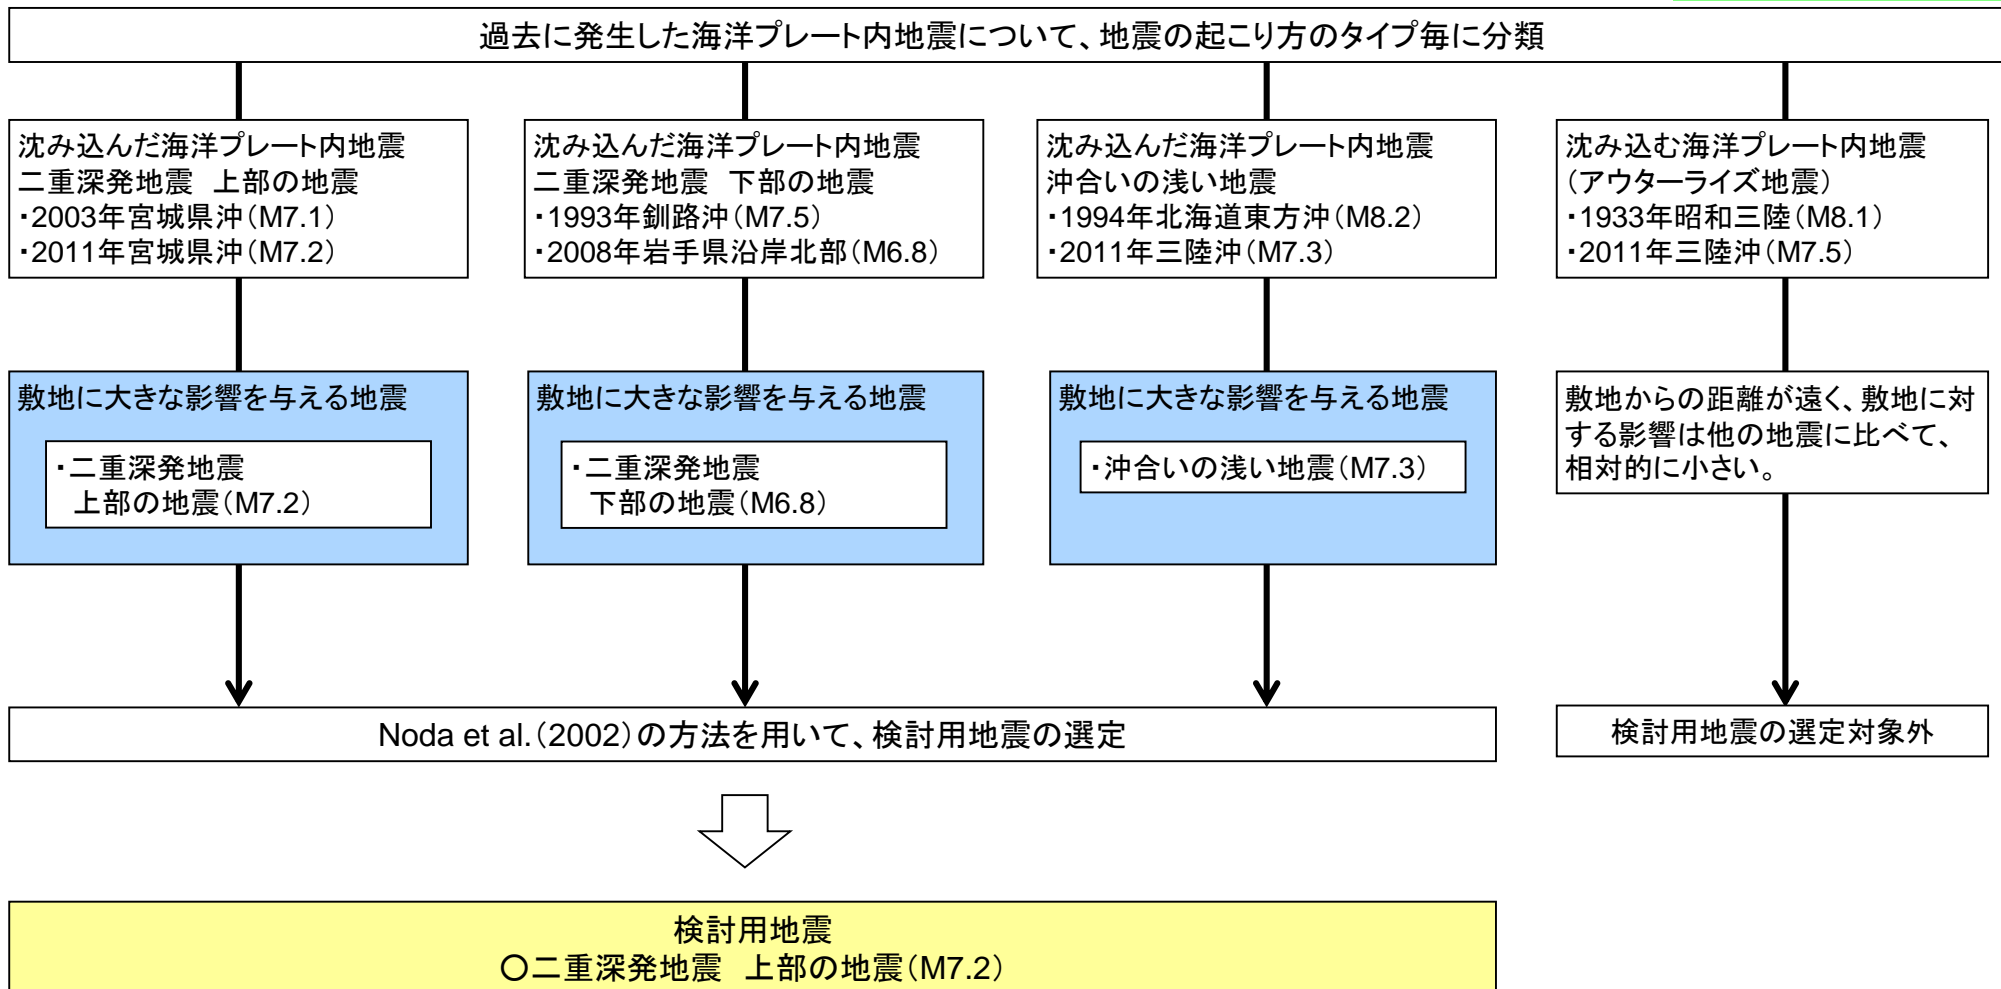 過去に発生した海洋プレート内地震について、地震の起こり方のタイプ毎に分類
沈み込んだ海洋プレート内地震
二重深発地震 上部の地震
・2003年宮城県沖(M7.1)
・2011年宮城県沖(M7.2)
沈み込んだ海洋プレート内地震
二重深発地震 下部の地震
・1993年釧路沖(M7.5)
・2008年岩手県沿岸北部(M6.8)
沈み込んだ海洋プレート内地震
沖合いの浅い地震
・1994年北海道東方沖(M8.2)
・2011年三陸沖(M7.3)
沈み込む海洋プレート内地震
(アウターライズ地震)
・1933年昭和三陸(M8.1)
・2011年三陸沖(M7.5)
敷地に大きな影響を与える地震
・二重深発地震
上部の地震(M7.2)
敷地に大きな影響を与える地震
・二重深発地震
下部の地震(M6.8)
敷地に大きな影響を与える地震
・沖合いの浅い地震(M7.3)
敷地からの距離が遠く、敷地に対
する影響は他の地震に比べて、
相対的に小さい。
Noda et al.(2002)の方法を用いて、検討用地震の選定
検討用地震の選定対象外
検討用地震
○二重深発地震 上部の地震(M7.2)